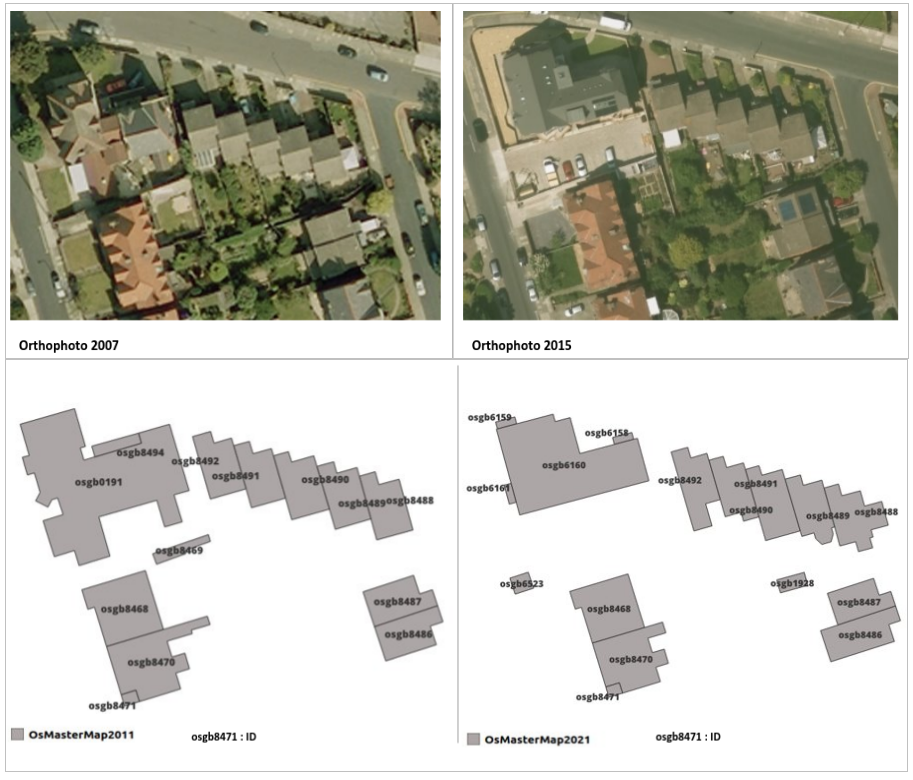 Orthophoto 2007
Orthophoto 2015
osgb8494
osgb8492
osgb8491
osgb0191
osgb8490
osgb8489
osgb8488
osgb8469
osgb8468
osgb8487
osgb8486
osgb8470
osgb8471
OsMasterMap2011
osgb8471 : ID
osgb6159
osgb6158
osgb6160
osgb6161
osgb8492
osgb8491
osgb8490
osgb8489
osgb8488
osgb6523
osgb1928
osgb8468
osgb8487
osgb8486
osgb8470
osgb8471
OsMasterMap2021
osgb8471 : ID